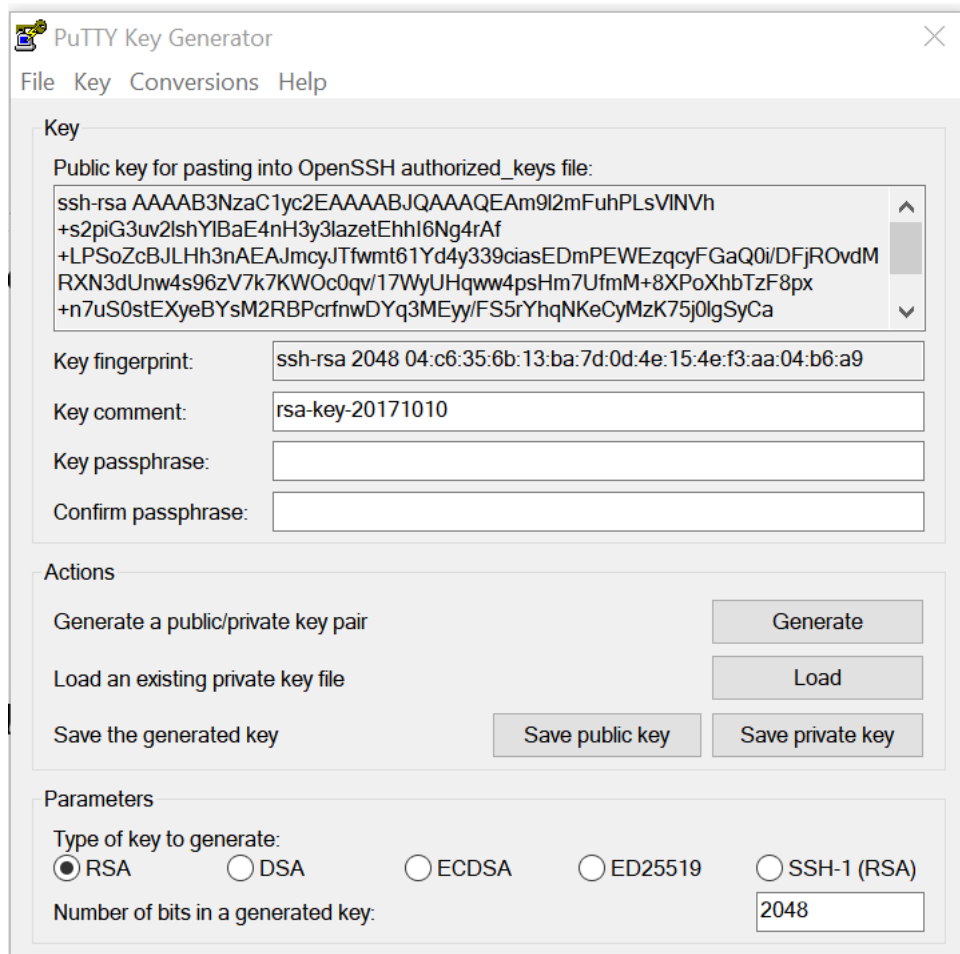 PuTTY Key Generator
File Key Conversions Help
Key
Public key for pasting into OpenSSH authorized_keys file:
ssh-rsa AAAAB3NzaC1yc2EAAAABJQAAAQEAm9l2mFuhPLsVlNVh
+s2piG3uv2lshYlBaE4nH3y3lazetEhhI6Ng4rAf
+LPSoZcBJLHh3nAEAJmcyJTfwmt61Yd4y339ciasEDmPEWEzqcyFGaQ0i/DFjROvdM
RXN3dUnw4s96zV7k7KWOc0qv/17WyUHqww4psHm7UfmM+8XPoXhbTzF8px
+n7uS0stEXyeBYsM2RBPcrfnwDYq3MEyy/FS5rYhqNKeCyMzK75j0lgSyCa
Key fingerprint: ssh-rsa 2048 04:c6:35:6b:13:ba:7d:0d:4e:15:4e:f3:aa:04:b6:a9
Key comment: rsa-key-20171010
Key passphrase:
Confirm passphrase:
Actions
Generate a public/private key pair Generate
Load an existing private key file Load
Save the generated key Save public key Save private key
Parameters
Type of key to generate:
RSA DSA ECDSA ED25519 SSH-1 (RSA)
Number of bits in a generated key: 2048